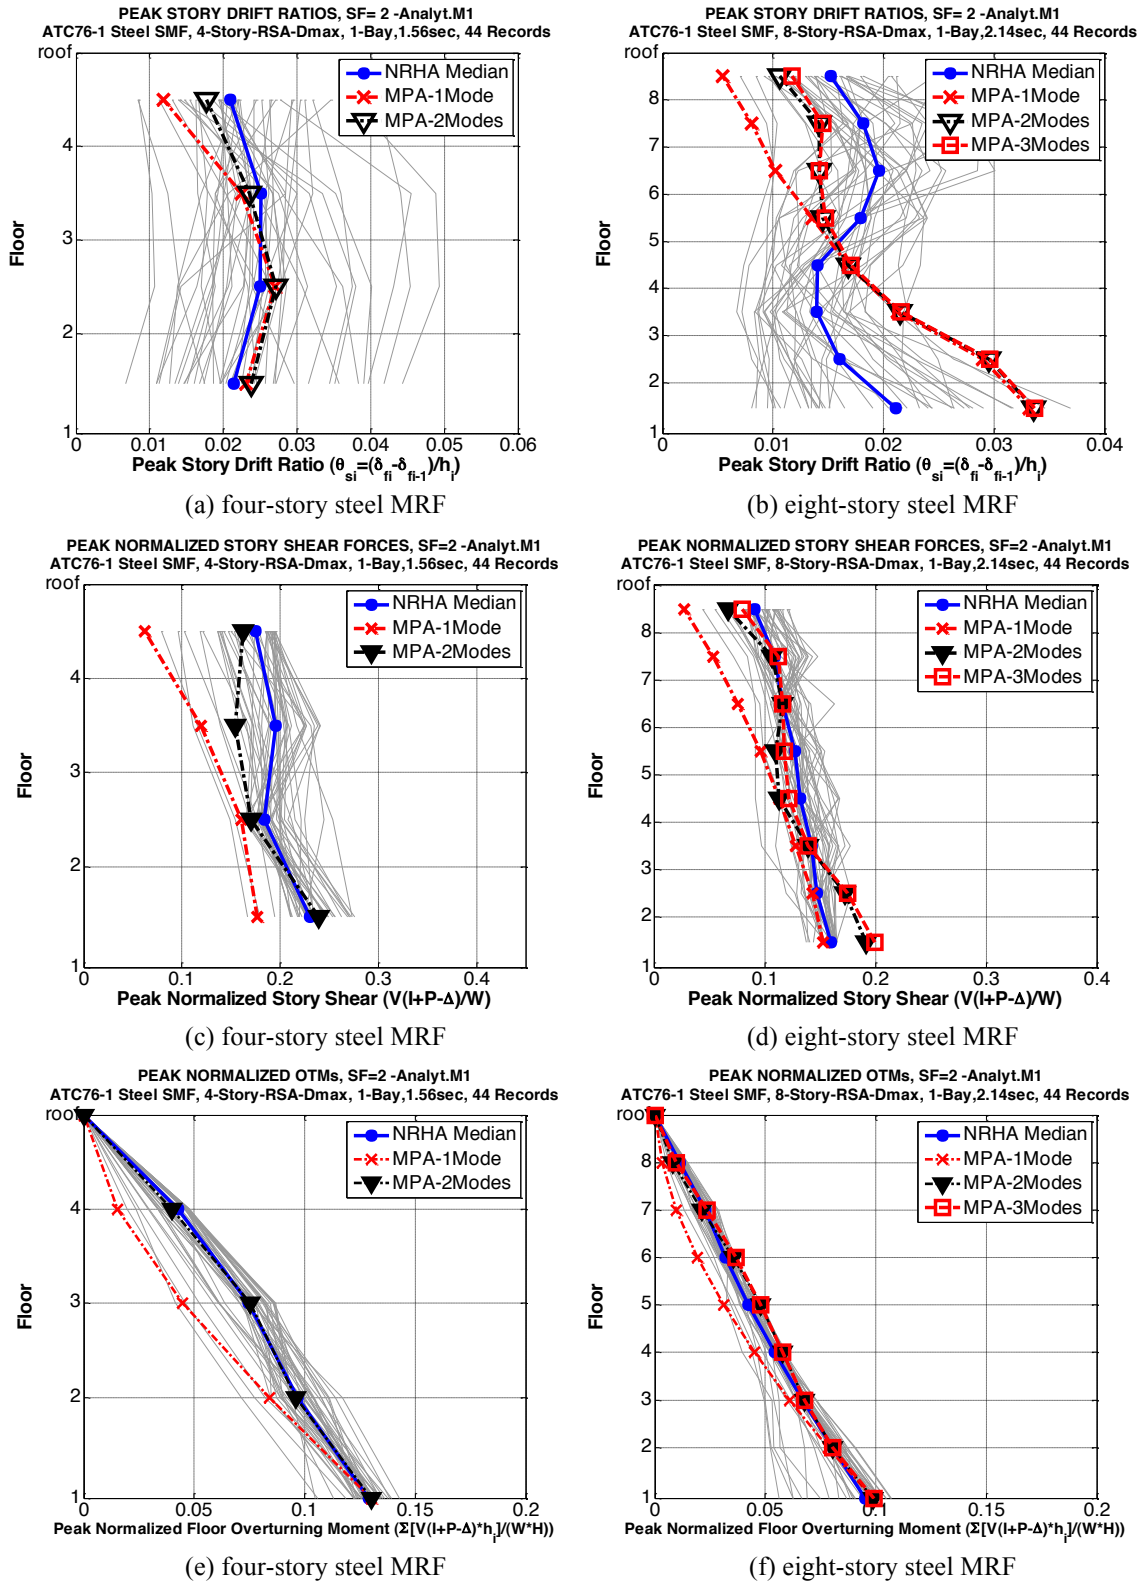 PEAK STORY DRIFT RATIOS, SF= 2 -Analyt.M1
ATC76-1 Steel SMF, 4-Story-RSA-Dmax, 1-Bay,1.56sec, 44 Records
roof
4
3
2
1
Floor
NRHA Median
MPA-1Mode
MPA-2Modes
0 0.01 0.02 0.03 0.04 0.05 0.06
Peak Story Drift Ratio (θsi=(δfi-δfi-1)/hi)
(a) four-story steel MRF
PEAK STORY DRIFT RATIOS, SF= 2 -Analyt.M1
ATC76-1 Steel SMF, 8-Story-RSA-Dmax, 1-Bay,2.14sec, 44 Records
roof
8
7
6
5
4
3
2
1
Floor
NRHA Median
MPA-1Mode
MPA-2Modes
MPA-3Modes
0 0.01 0.02 0.03 0.04
Peak Story Drift Ratio (θsi=(δfi-δfi-1)/hi)
(b) eight-story steel MRF
PEAK NORMALIZED STORY SHEAR FORCES, SF=2 -Analyt.M1
ATC76-1 Steel SMF, 4-Story-RSA-Dmax, 1-Bay,1.56sec, 44 Records
roof
4
3
2
1
Floor
NRHA Median
MPA-1Mode
MPA-2Modes
0 0.1 0.2 0.3 0.4
Peak Normalized Story Shear (V(I+P-Δ)/W)
(c) four-story steel MRF
PEAK NORMALIZED STORY SHEAR FORCES, SF=2 -Analyt.M1
ATC76-1 Steel SMF, 8-Story-RSA-Dmax, 1-Bay,2.14sec, 44 Records
roof
8
7
6
5
4
3
2
1
Floor
NRHA Median
MPA-1Mode
MPA-2Modes
MPA-3Modes
0 0.1 0.2 0.3 0.4
Peak Normalized Story Shear (V(I+P-Δ)/W)
(d) eight-story steel MRF
PEAK NORMALIZED OTMs, SF=2 -Analyt.M1
ATC76-1 Steel SMF, 4-Story-RSA-Dmax, 1-Bay,1.56sec, 44 Records
roof
4
3
2
1
Floor
NRHA Median
MPA-1Mode
MPA-2Modes
0 0.05 0.1 0.15 0.2
Peak Normalized Floor Overturning Moment (Σ[V(I+P-Δ)*hi]/(W*H))
(e) four-story steel MRF
PEAK NORMALIZED OTMs, SF=2 -Analyt.M1
ATC76-1 Steel SMF, 8-Story-RSA-Dmax, 1-Bay,2.14sec, 44 Records
roof
8
7
6
5
4
3
2
1
Floor
NRHA Median
MPA-1Mode
MPA-2Modes
MPA-3Modes
0 0.05 0.1 0.15 0.2
Peak Normalized Floor Overturning Moment (Σ[V(I+P-Δ)*hi]/(W*H))
(f) eight-story steel MRF